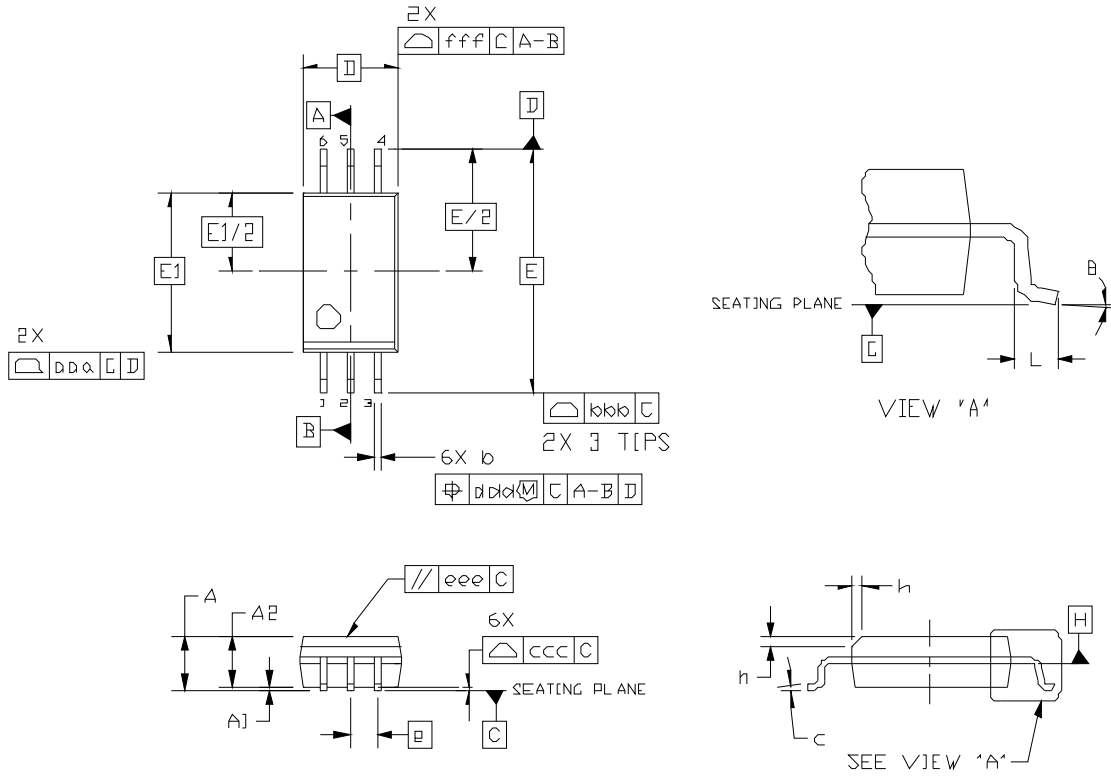 2X
fff C A-B
D
A
D
6 5 4
E1/2
E/2
E1
E
2X
C D
1 2 3
B
bbb C
2X 3 TIPS
6X b
ddd M C A-B D
B
SEATING PLANE
C
L
VIEW "A"
// eee C
A
A2
6X
ccc C
SEATING PLANE
A1
e
C
h
H
h
c
SEE VIEW "A"